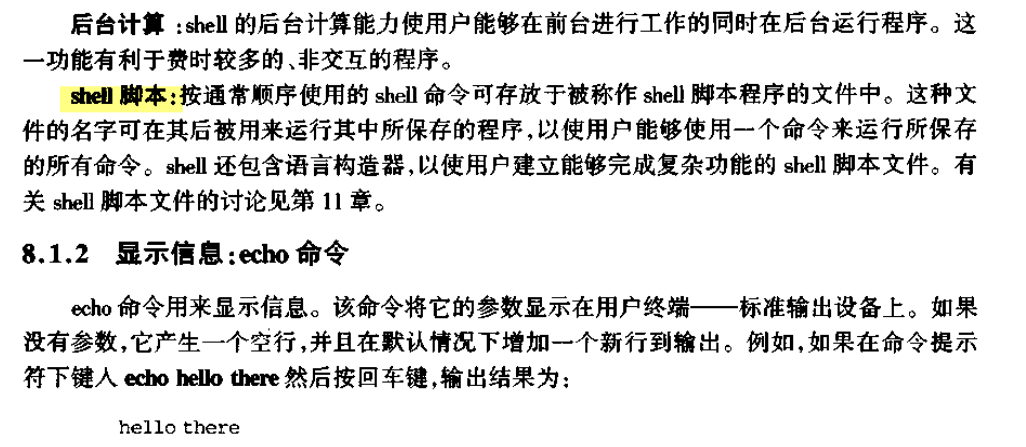 后台计算:shell 的后台计算能力使用户能够在前台进行工作的同时在后台运行程序。这
一功能有利于费时较多的、非交互的程序。
shell 脚本:按通常顺序使用的 shell 命令可存放于被称作 shell 脚本程序的文件中。这种文
件的名字可在其后被用来运行其中所保存的程序,以使用户能够使用一个命令来运行所保存
的所有命令。shell 还包含语言构造器,以使用户建立能够完成复杂功能的 shell 脚本文件。有
关 shell 脚本文件的讨论见第 11 章。
8.1.2 显示信息:echo 命令
echo 命令用来显示信息。该命令将它的参数显示在用户终端——标准输出设备上。如果
没有参数,它产生一个空行,并且在默认情况下增加一个新行到输出。例如,如果在命令提示
符下键入 echo hello there 然后按回车键,输出结果为:
hello there